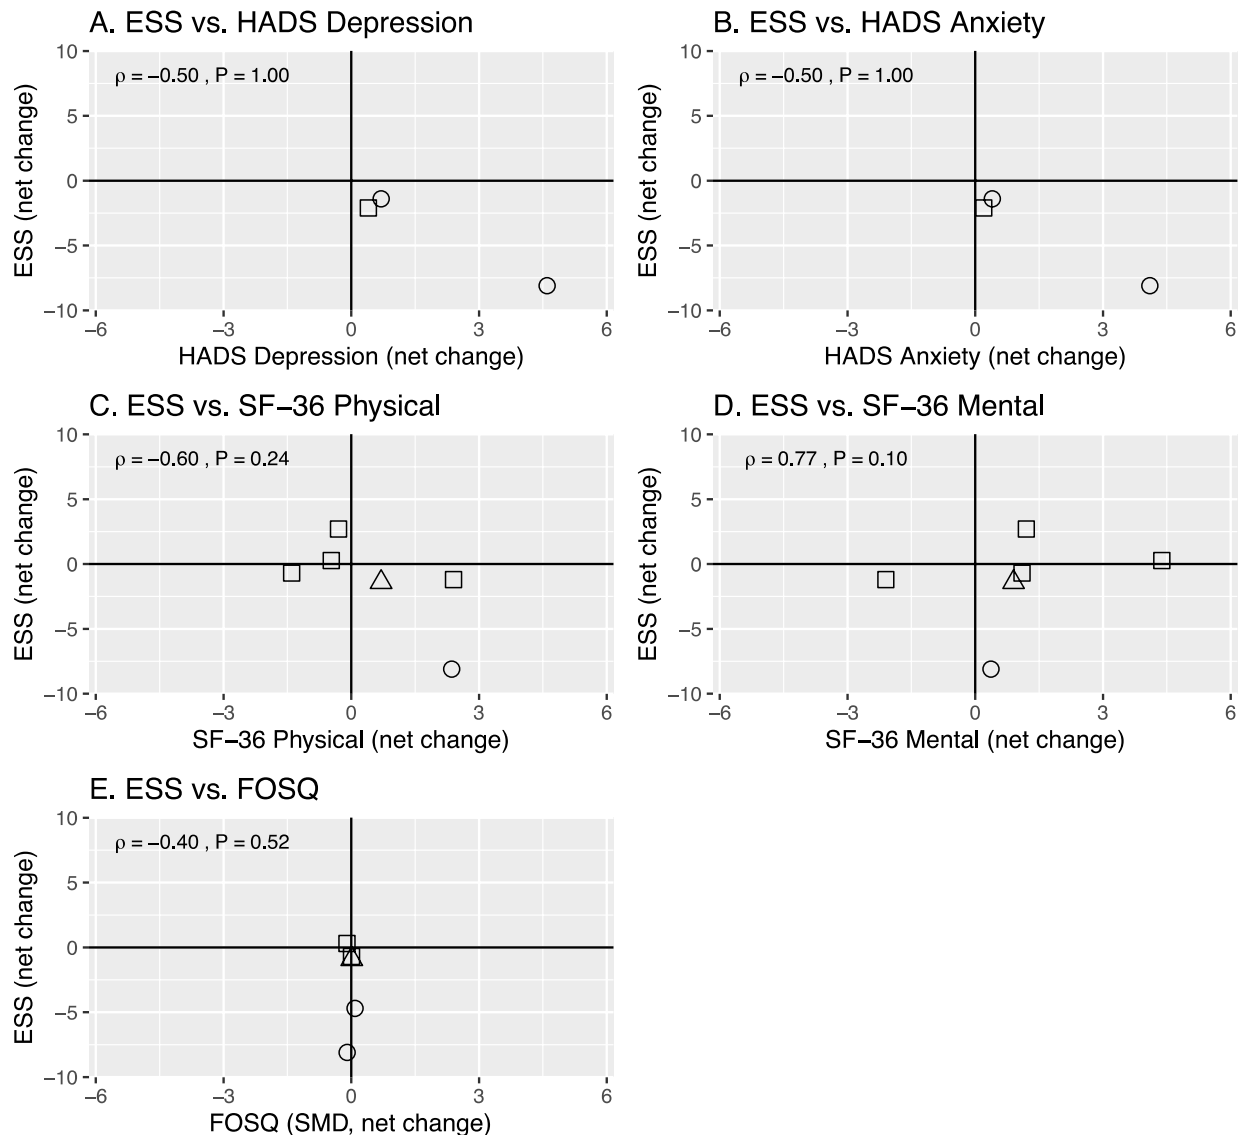 A. ESS vs. HADS Depression
ρ = −0.50 , P = 1.00
10
5
0
−5
−10
ESS (net change)
−6 −3 0 3 6
HADS Depression (net change)
B. ESS vs. HADS Anxiety
ρ = −0.50 , P = 1.00
10
5
0
−5
−10
ESS (net change)
−6 −3 0 3 6
HADS Anxiety (net change)
C. ESS vs. SF−36 Physical
ρ = −0.60 , P = 0.24
10
5
0
−5
−10
ESS (net change)
−6 −3 0 3 6
SF−36 Physical (net change)
D. ESS vs. SF−36 Mental
ρ = 0.77 , P = 0.10
10
5
0
−5
−10
ESS (net change)
−6 −3 0 3 6
SF−36 Mental (net change)
E. ESS vs. FOSQ
ρ = −0.40 , P = 0.52
10
5
0
−5
−10
ESS (net change)
−6 −3 0 3 6
FOSQ (SMD, net change)